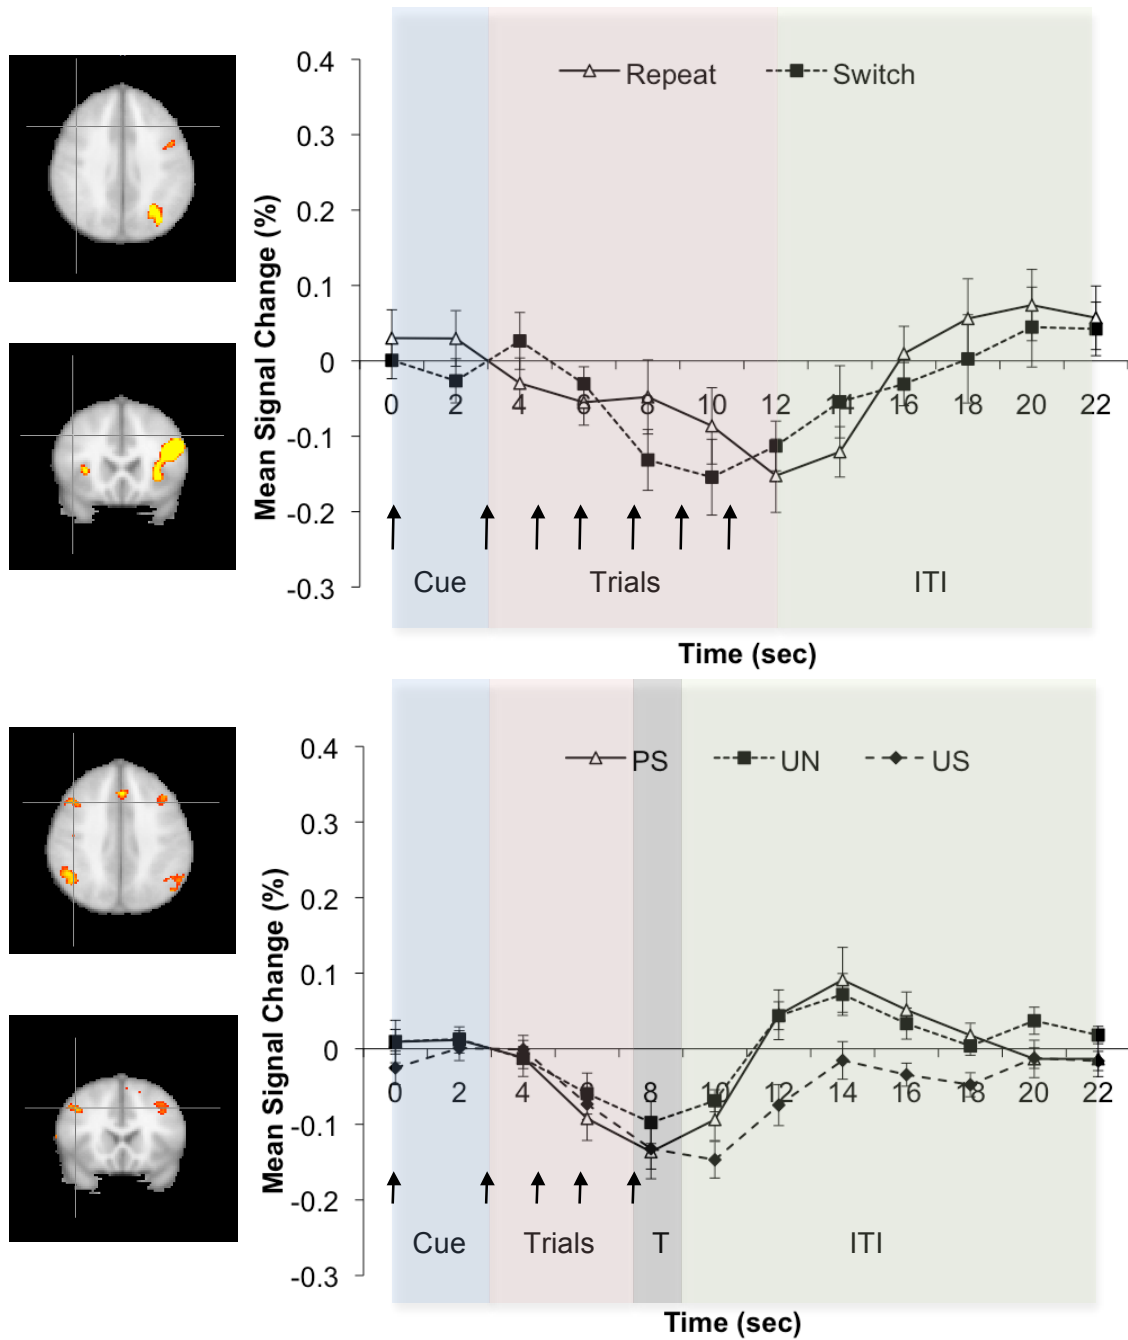 0.4
Repeat
Switch
0.3
0.2
0.1
0
0 2 4 6 8 10 12 14 16 18 20 22
-0.1
-0.2
-0.3
Mean Signal Change (%)
Cue
Trials
ITI
Time (sec)
0.4
PS
UN
US
0.3
0.2
0.1
0
0 2 4 6 8 10 12 14 16 18 20 22
-0.1
-0.2
-0.3
Mean Signal Change (%)
Cue
Trials
T
ITI
Time (sec)